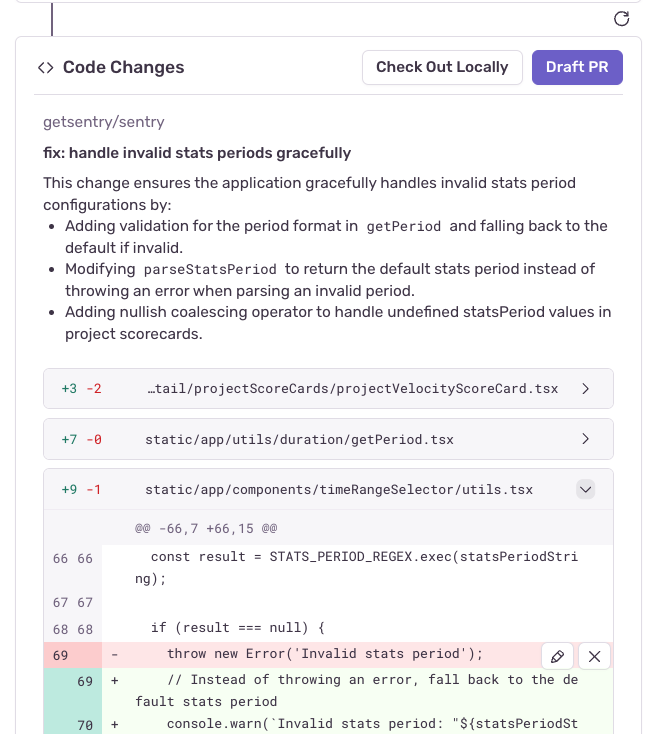 <> Code Changes
Check Out Locally
Draft PR
getsentry/sentry
fix: handle invalid stats periods gracefully
This change ensures the application gracefully handles invalid stats period
configurations by:
• Adding validation for the period format in getPeriod and falling back to the
default if invalid.
• Modifying parseStatsPeriod to return the default stats period instead of
throwing an error when parsing an invalid period.
• Adding nullish coalescing operator to handle undefined statsPeriod values in
project scorecards.
+3 -2 …tail/projectScoreCards/projectVelocityScoreCard.tsx
+7 -0 static/app/utils/duration/getPeriod.tsx
+9 -1 static/app/components/timeRangeSelector/utils.tsx
@@ -66,7 +66,15 @@
66 66 const result = STATS_PERIOD_REGEX.exec(statsPeriodStri
ng);
67 67
68 68 if (result === null) {
69 - throw new Error('Invalid stats period');
69 + // Instead of throwing an error, fall back to the de
fault stats period
70 + console.warn(`Invalid stats period: "${statsPeriodSt